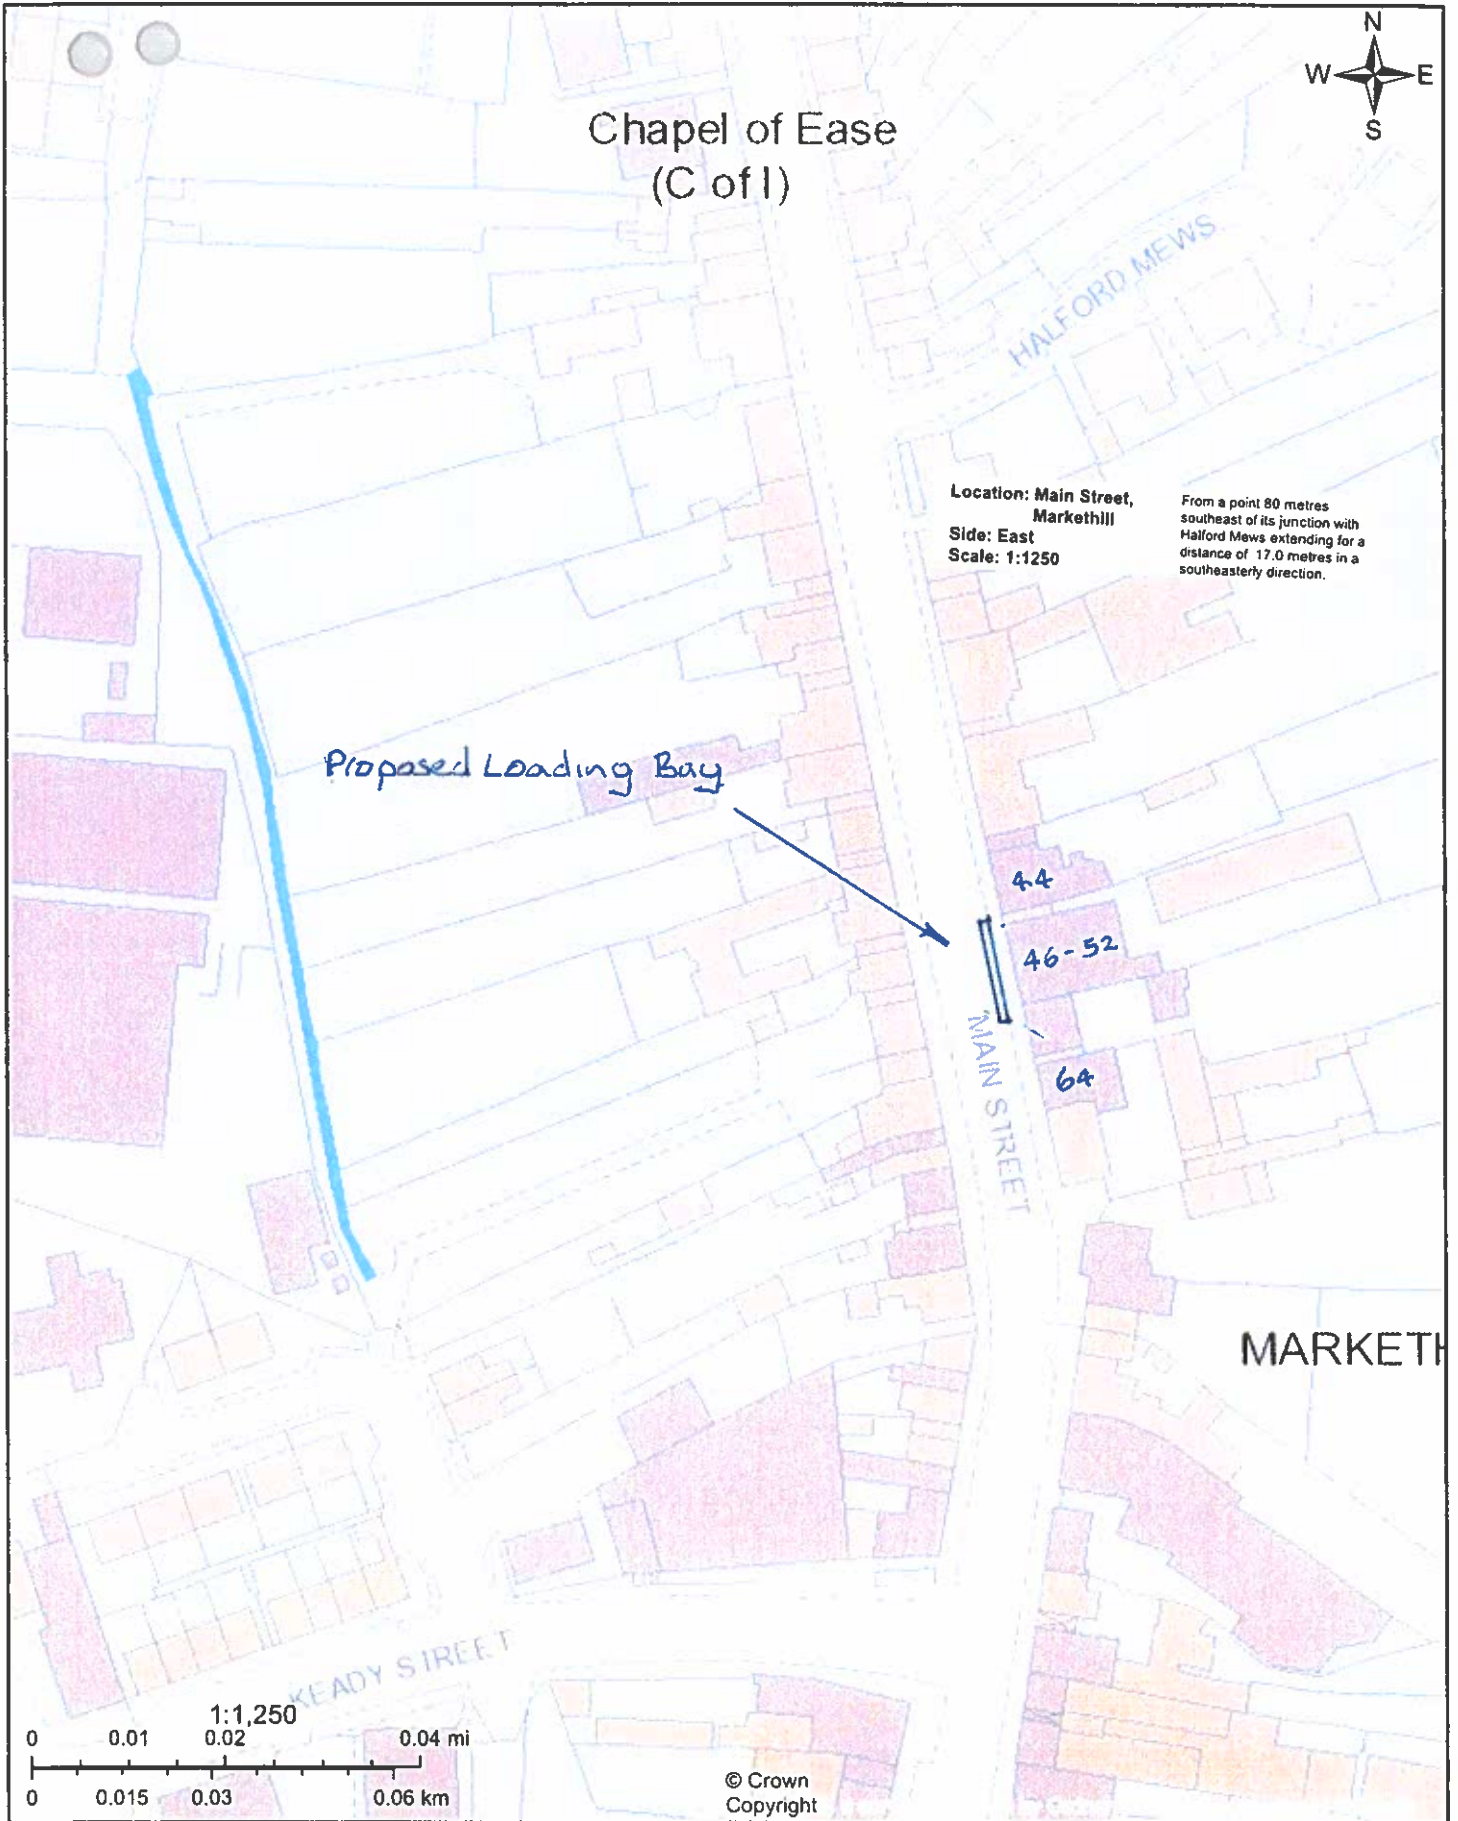 N
W E
S
Chapel of Ease
(C of I)
HALFORD MEWS
Location: Main Street,
Markethill
Side: East
Scale: 1:1250
From a point 80 metres
southeast of its junction with
Halford Mews extending for a
distance of 17.0 metres in a
southeasterly direction.
Proposed Loading Bay
44
46-52
64
MAIN STREET
MARKETH
KEADY STREET
1:1,250
0 0.01 0.02 0.04 mi
0 0.015 0.03 0.06 km
© Crown
Copyright